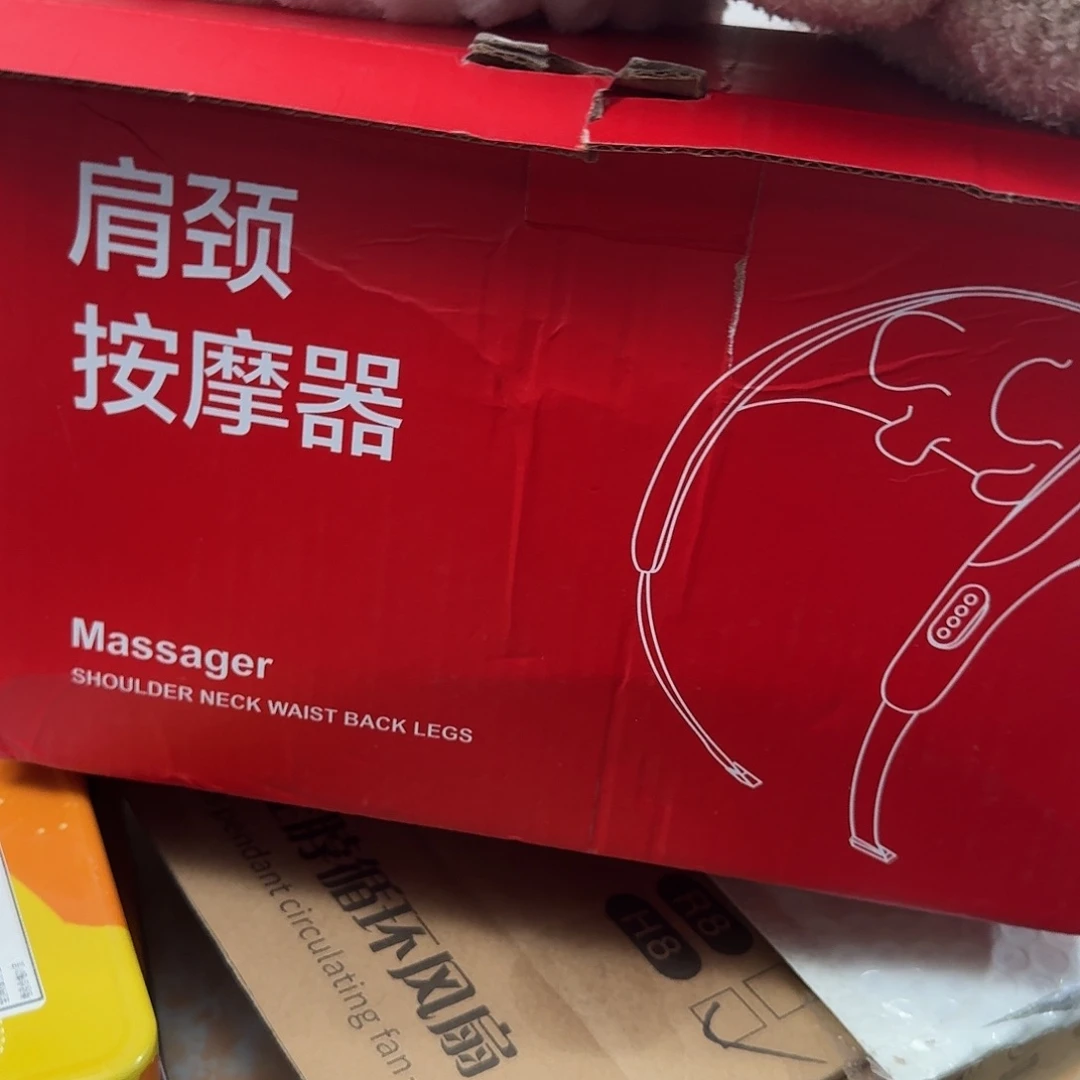 肩颈
按摩器
Massager
SHOULDER NECK WAIST BACK LEGS
循环风扇
pendant circulating fan
R8
H8